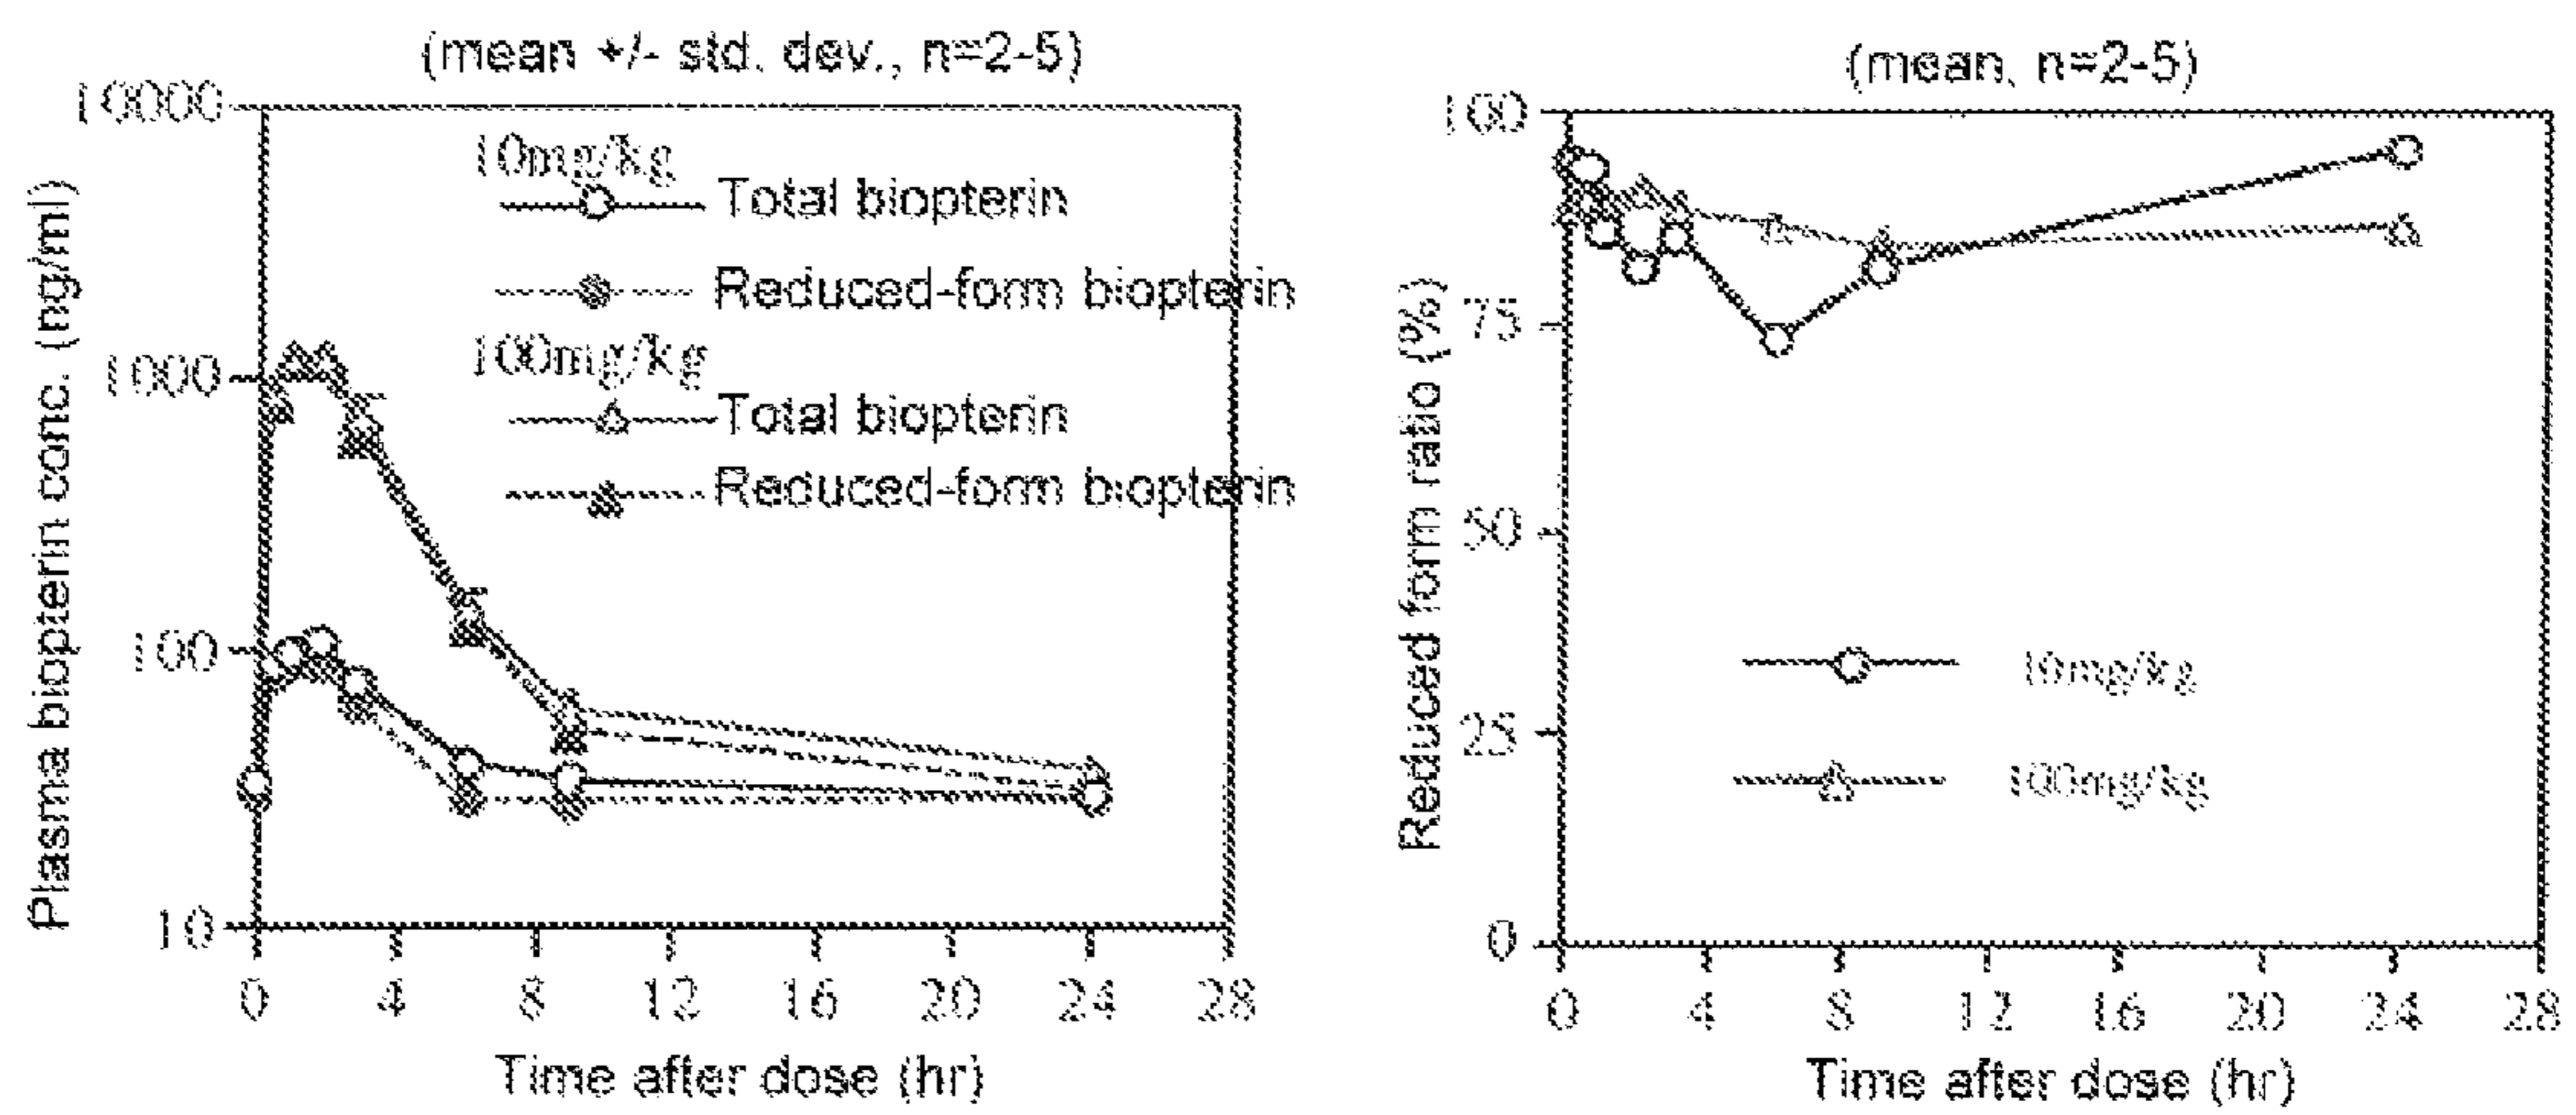 (mean +/- std. dev., n=2-5)
10000
1000
100
10
Plasma biopterin conc. (ng/ml)
10mg/kg
Total biopterin
Reduced-form biopterin
100mg/kg
Total biopterin
Reduced-form biopterin
0 4 8 12 16 20 24 28
Time after dose (hr)
(mean, n=2-5)
100
75
50
25
0
Reduced form ratio (%)
10mg/kg
100mg/kg
0 4 8 12 16 20 24 28
Time after dose (hr)